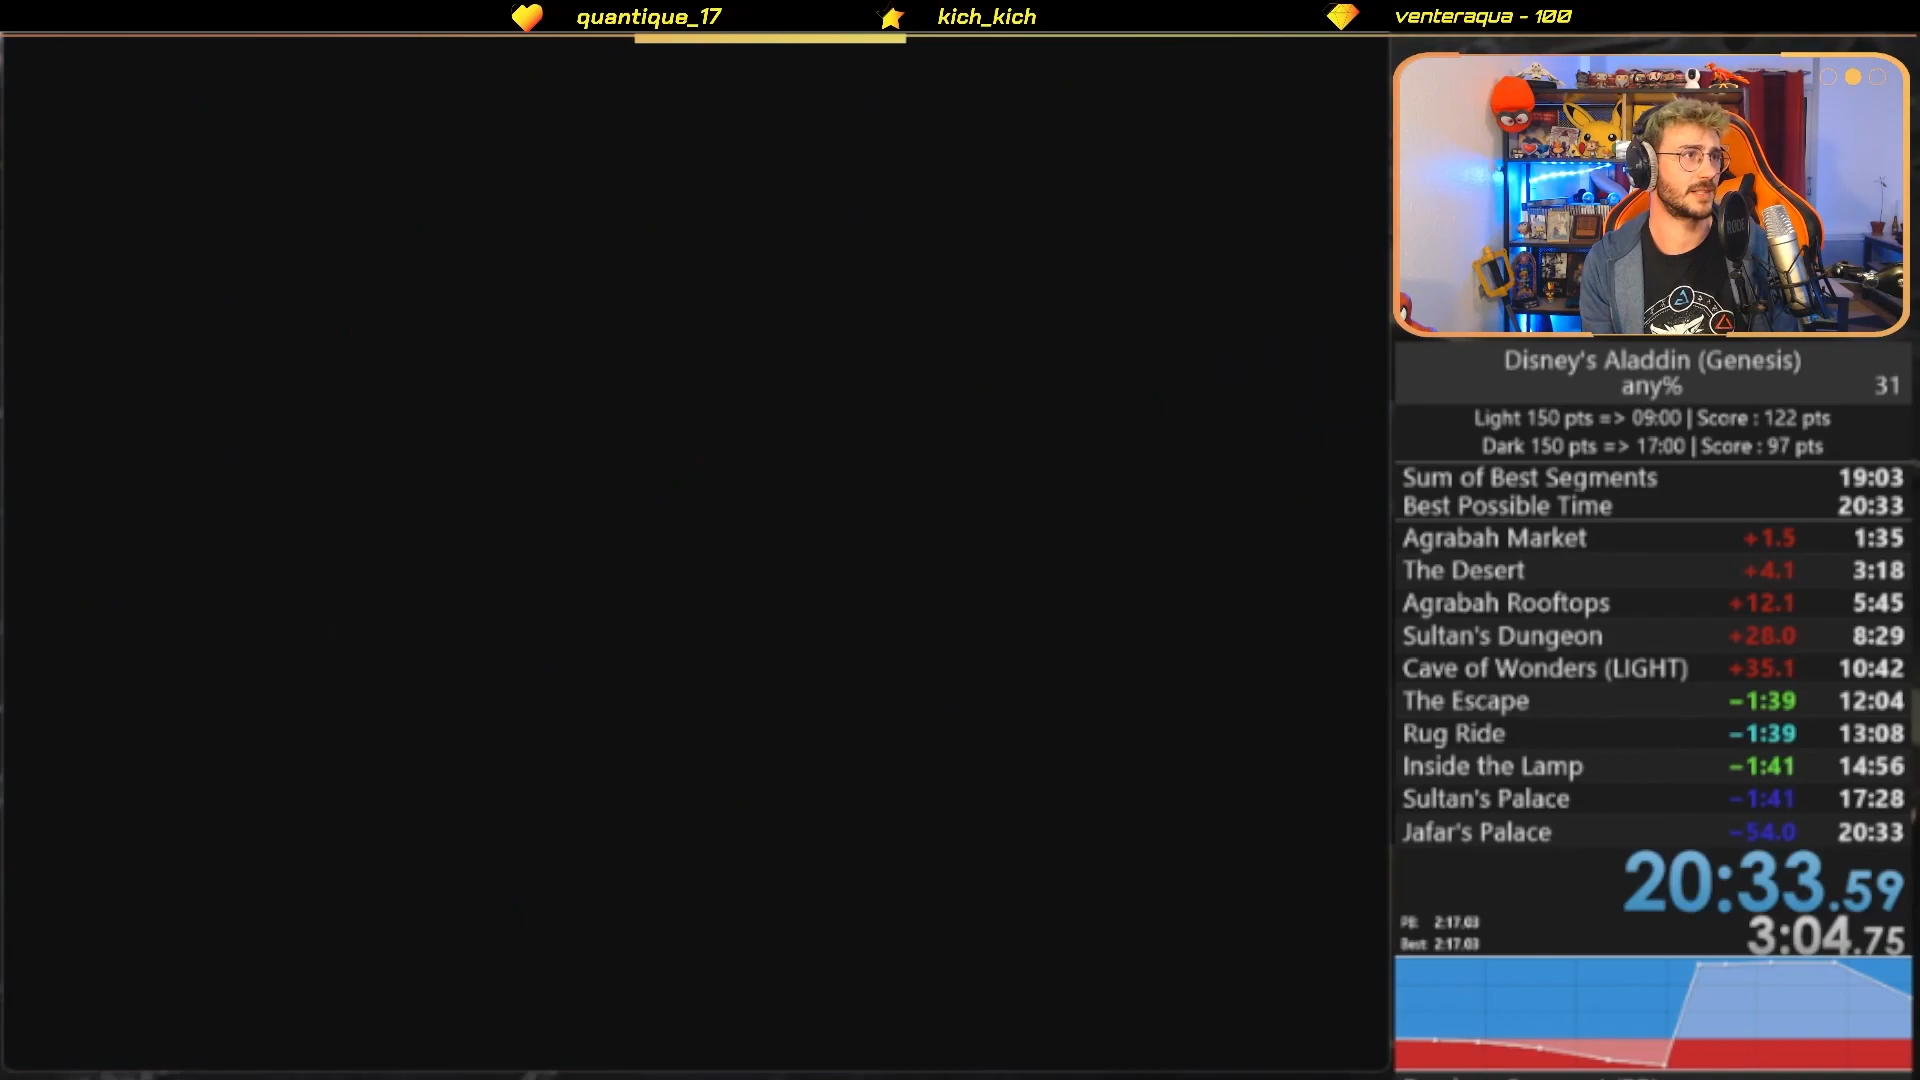 quantique_17
kich_kich
venteraqua - 100
RØDE
Disney's Aladdin (Genesis)
any% 31
Light 150 pts => 09:00 | Score : 122 pts
Dark 150 pts => 17:00 | Score : 97 pts
Sum of Best Segments 19:03
Best Possible Time 20:33
Agrabah Market +1.5 1:35
The Desert +4.1 3:18
Agrabah Rooftops +12.1 5:45
Sultan's Dungeon +28.0 8:29
Cave of Wonders (LIGHT) +35.1 10:42
The Escape −1:39 12:04
Rug Ride −1:39 13:08
Inside the Lamp −1:41 14:56
Sultan's Palace −1:41 17:28
Jafar's Palace −54.0 20:33
20:33.59
PB: 2:17.03
Best: 2:17.03
3:04.75